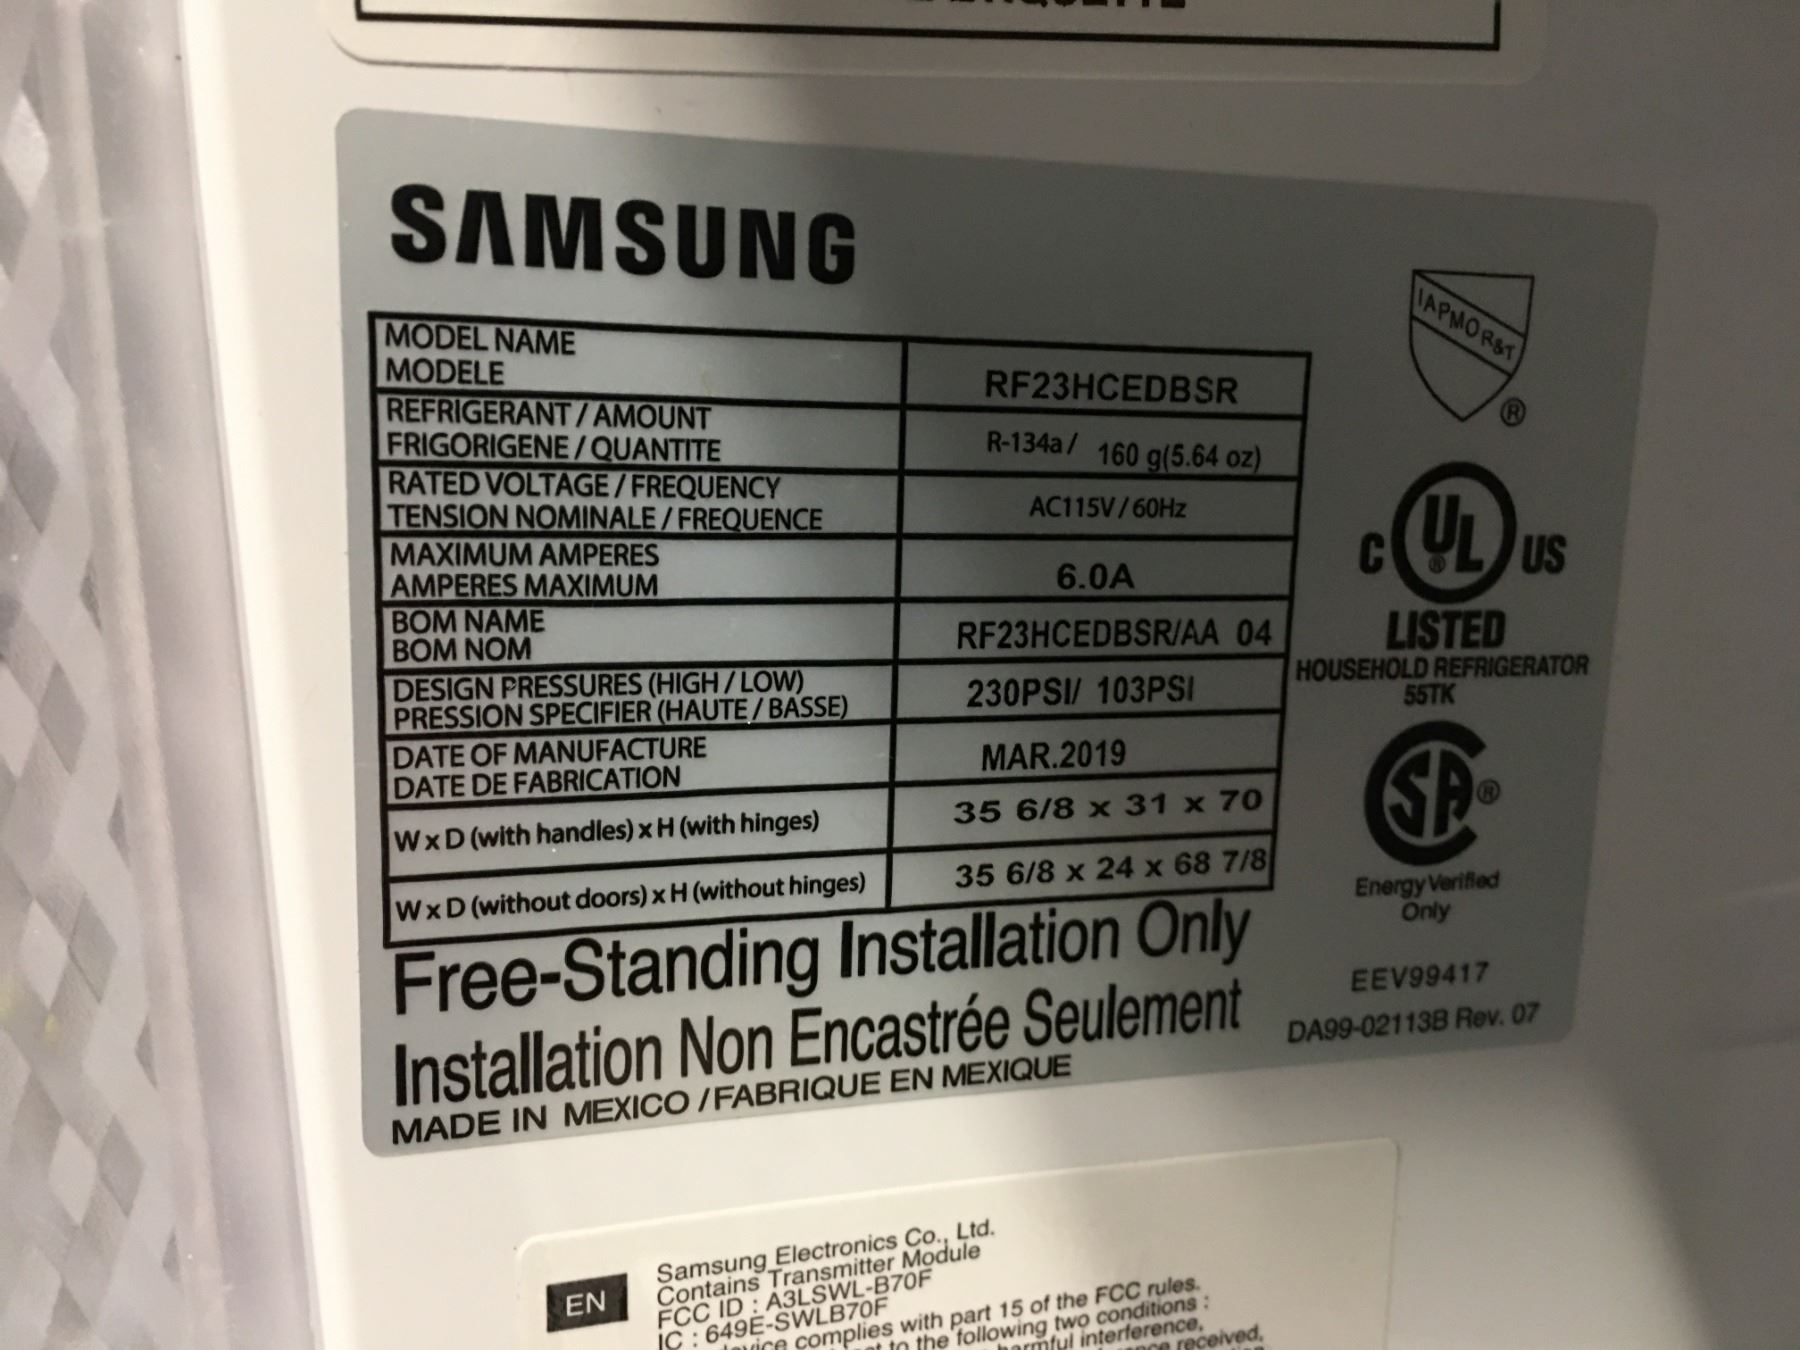 SAMSUNG
MODEL NAME
MODELE
RF23HCEDBSR
REFRIGERANT / AMOUNT
FRIGORIGENE / QUANTITE
R-134a / 160 g(5.64 oz)
RATED VOLTAGE / FREQUENCY
TENSION NOMINALE / FREQUENCE
AC115V / 60Hz
MAXIMUM AMPERES
AMPERES MAXIMUM
6.0A
BOM NAME
BOM NOM
RF23HCEDBSR/AA 04
DESIGN PRESSURES (HIGH / LOW)
PRESSION SPECIFIER (HAUTE / BASSE)
230PSI/ 103PSI
DATE OF MANUFACTURE
DATE DE FABRICATION
MAR.2019
W x D (with handles) x H (with hinges)
35 6/8 x 31 x 70
W x D (without doors) x H (without hinges)
35 6/8 x 24 x 68 7/8
Free-Standing Installation Only
Installation Non Encastrée Seulement
MADE IN MEXICO / FABRIQUE EN MEXIQUE
IAPMO R&T
®
C UL ® US
LISTED
HOUSEHOLD REFRIGERATOR
55TK
SA ®
Energy Verified
Only
EEV99417
DA99-02113B Rev. 07
EN
Samsung Electronics Co., Ltd.
Contains Transmitter Module
FCC ID : A3LSWL-B70F
IC : 649E-SWLB70F
complies with part 15 of the FCC rules.
to the following two conditions :
interference,
received,